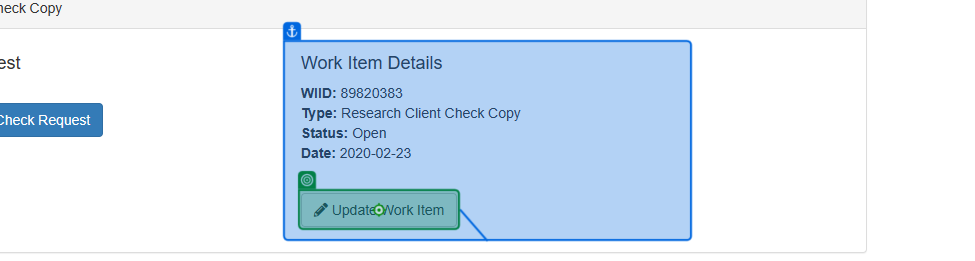 heck Copy
est
Check Request
Work Item Details
WIID: 89820383
Type: Research Client Check Copy
Status: Open
Date: 2020-02-23
Update Work Item